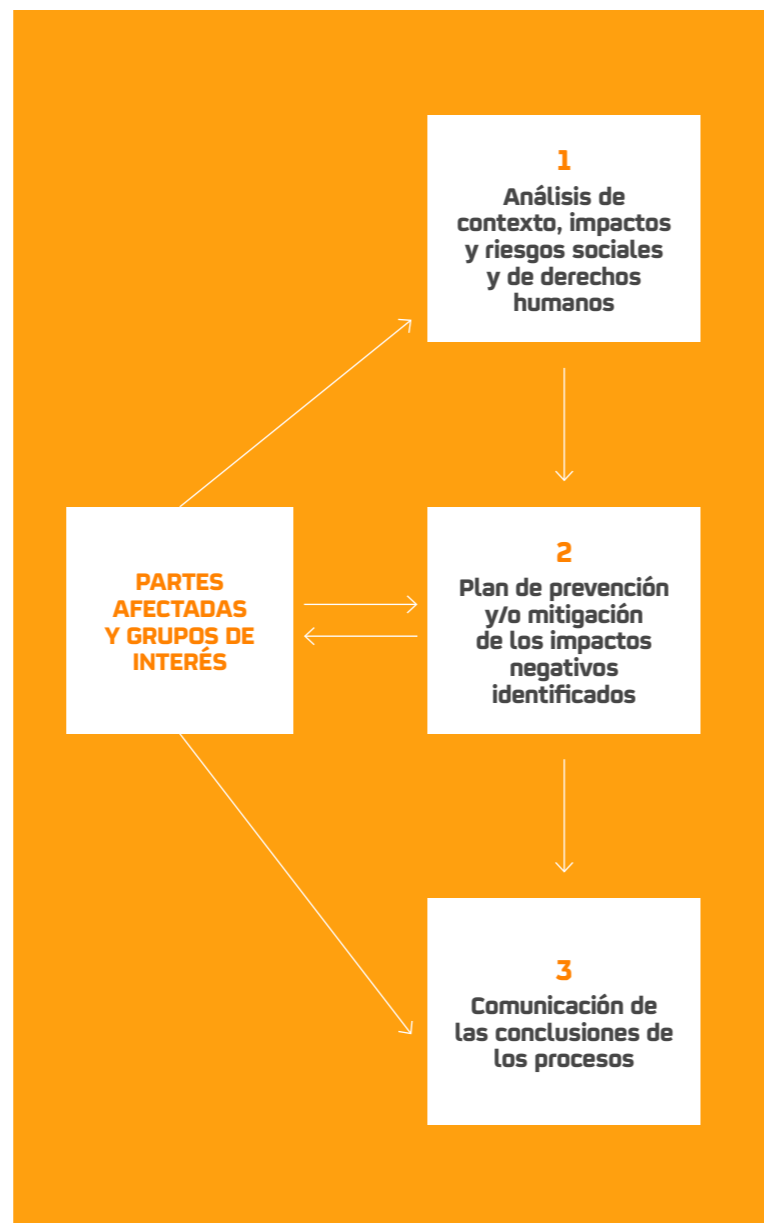 1
Análisis de
contexto, impactos
y riesgos sociales
y de derechos
humanos
PARTES
AFECTADAS
Y GRUPOS DE
INTERÉS
2
Plan de prevención
y/o mitigación
de los impactos
negativos
identificados
3
Comunicación de
las conclusiones de
los procesos